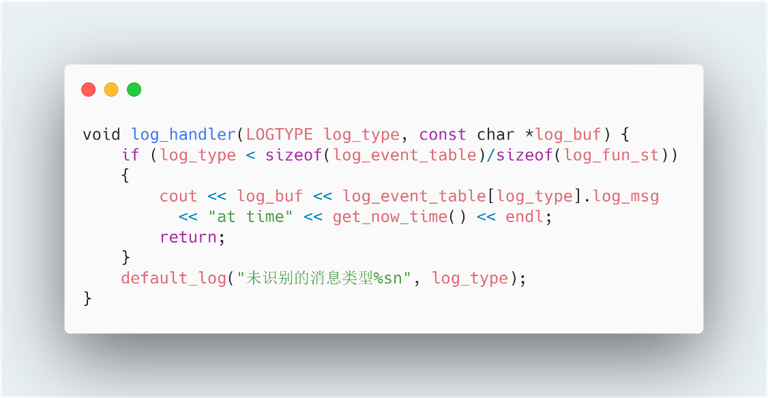 void log_handler(LOGTYPE log_type, const char *log_buf) {
    if (log_type < sizeof(log_event_table)/sizeof(log_fun_st))
    {
        cout << log_buf << log_event_table[log_type].log_msg
          << "at time" << get_now_time() << endl;
        return;
    }
    default_log("未识别的消息类型%sn", log_type);
}